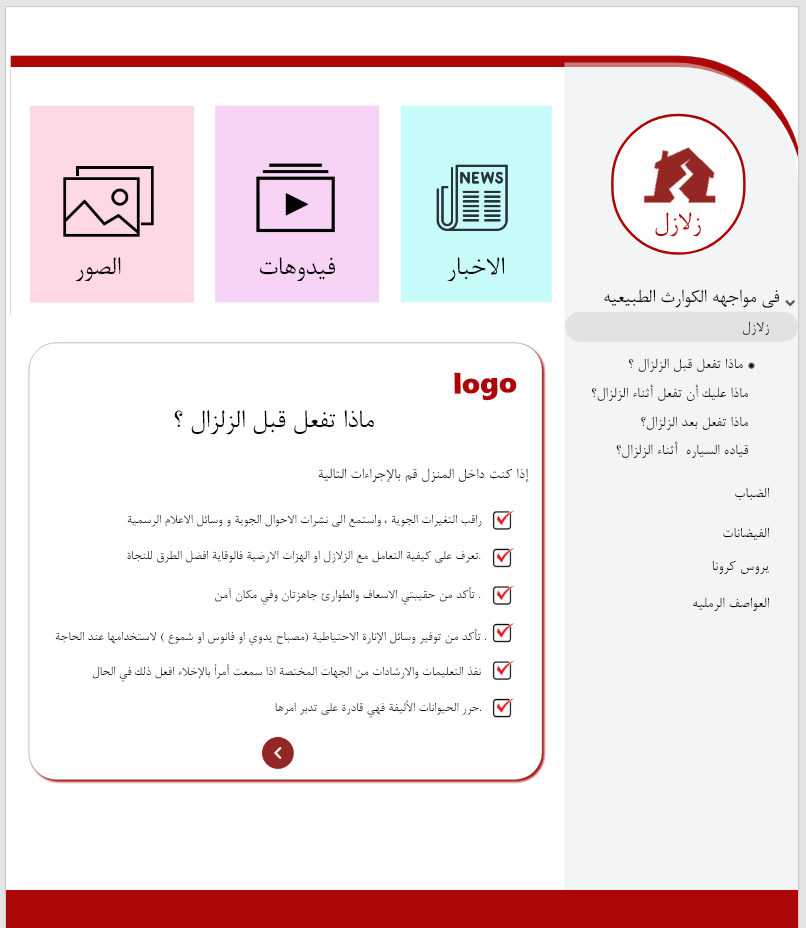 زلازل
في مواجهه الكوارث الطبيعيه
زلازل
ماذا تفعل قبل الزلزال ؟
ماذا عليك أن تفعل أثناء الزلزال؟
ماذا تفعل بعد الزلزال؟
قياده السياره أثناء الزلزال؟
الضباب
الفيضانات
يروس كرونا
العواصف الرمليه
NEWS
الاخبار
فيدوهات
الصور
logo
ماذا تفعل قبل الزلزال ؟
إذا كنت داخل المنزل قم بالإجراءات التالية
راقب التغيرات الجوية ، واستمع الى نشرات الاحوال الجوية و وسائل الاعلام الرسمية
.تعرف على كيفية التعامل مع الزلازل او الهزات الارضية فالوقاية افضل الطرق للنجاة
. تأكد من حقيبتي الاسعاف والطوارئ جاهزتان وفي مكان آمن
. تأكد من توفير وسائل الإنارة الاحتياطية (مصباح يدوي او فانوس او شموع ) لاستخدامها عند الحاجة
نفذ التعليمات والارشادات من الجهات المختصة اذا سمعت أمراً بالإخلاء افعل ذلك في الحال
.حرر الحيوانات الأليفة فهي قادرة على تدبر امرها